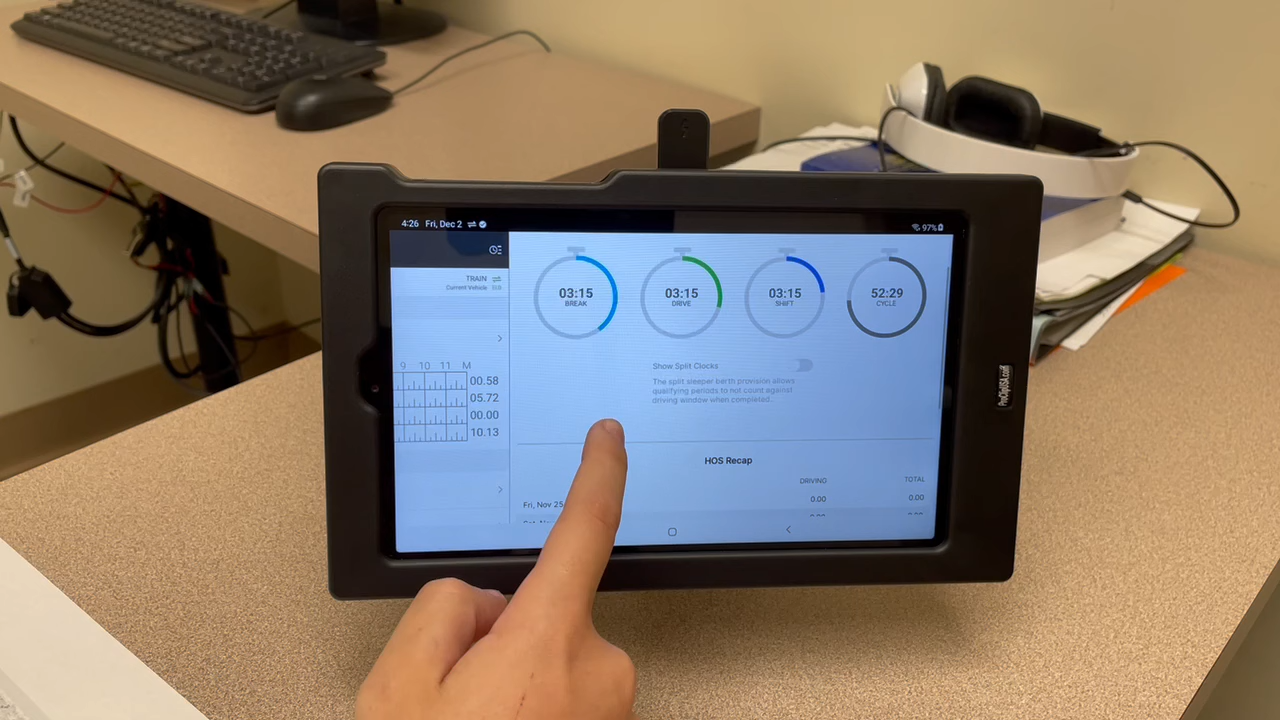 4:26 Fri, Dec 2
97%
TRAIN
Current Vehicle
03:15
BREAK
03:15
DRIVE
03:15
SHIFT
52:29
CYCLE
9 10 11 M
00.58
05.72
00.00
10.13
Show Split Clocks
The split sleeper-berth provision allows
qualifying periods to not count against
driving window when completed.
HOS Recap
DRIVING TOTAL
Fri, Nov 25 0.00 0.00
ProClipUSA.com